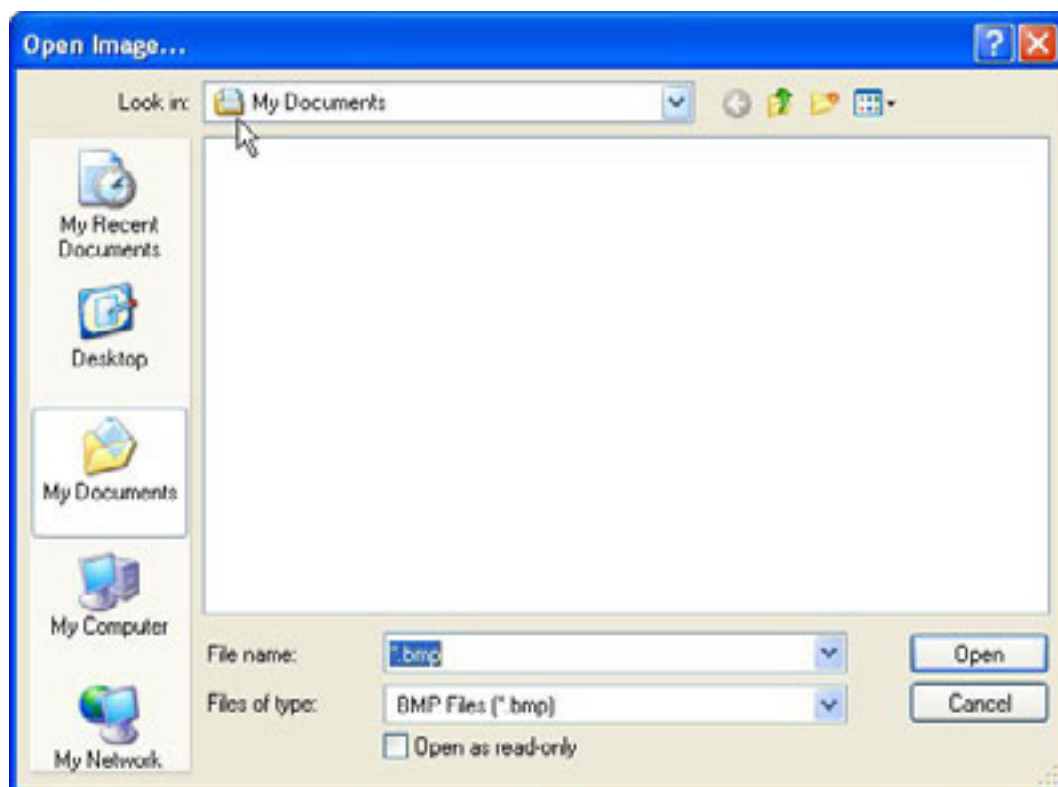 Open Image...
Look in: My Documents
My Recent
Documents
Desktop
My Documents
My Computer
My Network
File name: *.bmp
Open
Files of type: BMP Files (*.bmp)
Cancel
Open as read-only